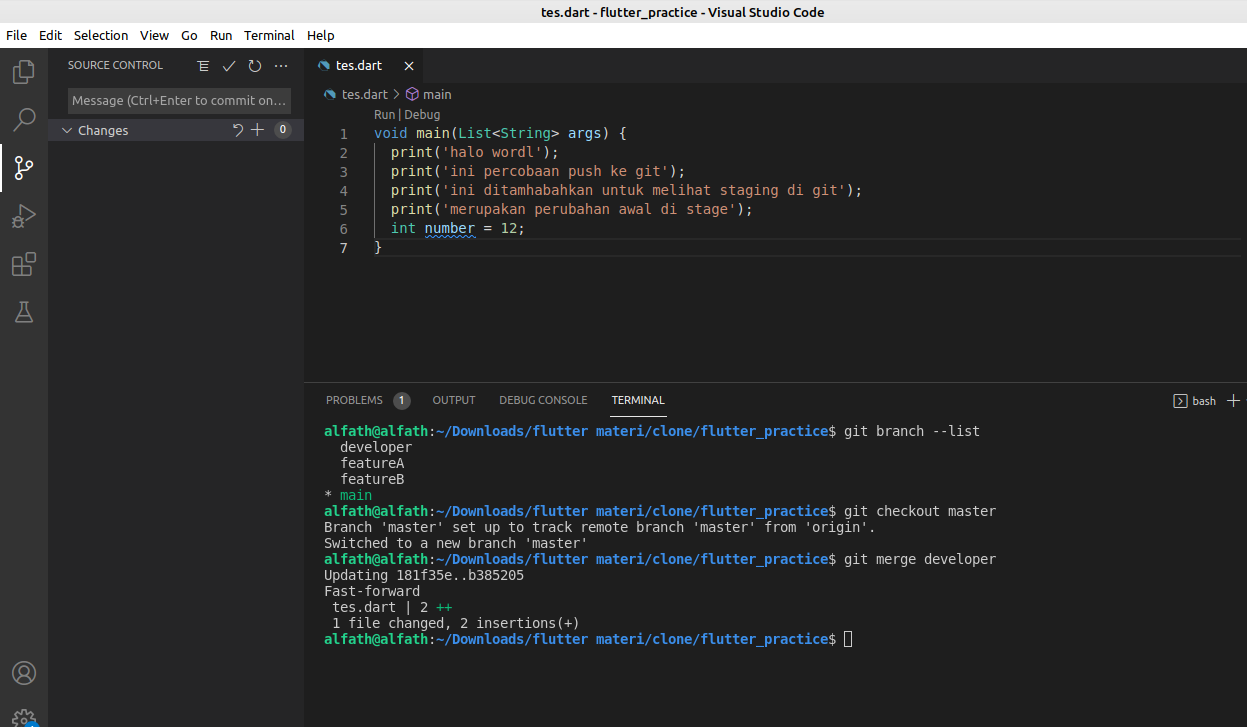 tes.dart - flutter_practice - Visual Studio Code
File Edit Selection View Go Run Terminal Help
SOURCE CONTROL
Message (Ctrl+Enter to commit on...
Changes 0
tes.dart
tes.dart > main
Run | Debug
1 void main(List<String> args) {
2 print('halo wordl');
3 print('ini percobaan push ke git');
4 print('ini ditamhabahkan untuk melihat staging di git');
5 print('merupakan perubahan awal di stage');
6 int number = 12;
7 }
PROBLEMS 1 OUTPUT DEBUG CONSOLE TERMINAL bash
alfath@alfath:~/Downloads/flutter materi/clone/flutter_practice$ git branch --list
developer
featureA
featureB
* main
alfath@alfath:~/Downloads/flutter materi/clone/flutter_practice$ git checkout master
Branch 'master' set up to track remote branch 'master' from 'origin'.
Switched to a new branch 'master'
alfath@alfath:~/Downloads/flutter materi/clone/flutter_practice$ git merge developer
Updating 181f35e..b385205
Fast-forward
tes.dart | 2 ++
1 file changed, 2 insertions(+)
alfath@alfath:~/Downloads/flutter materi/clone/flutter_practice$